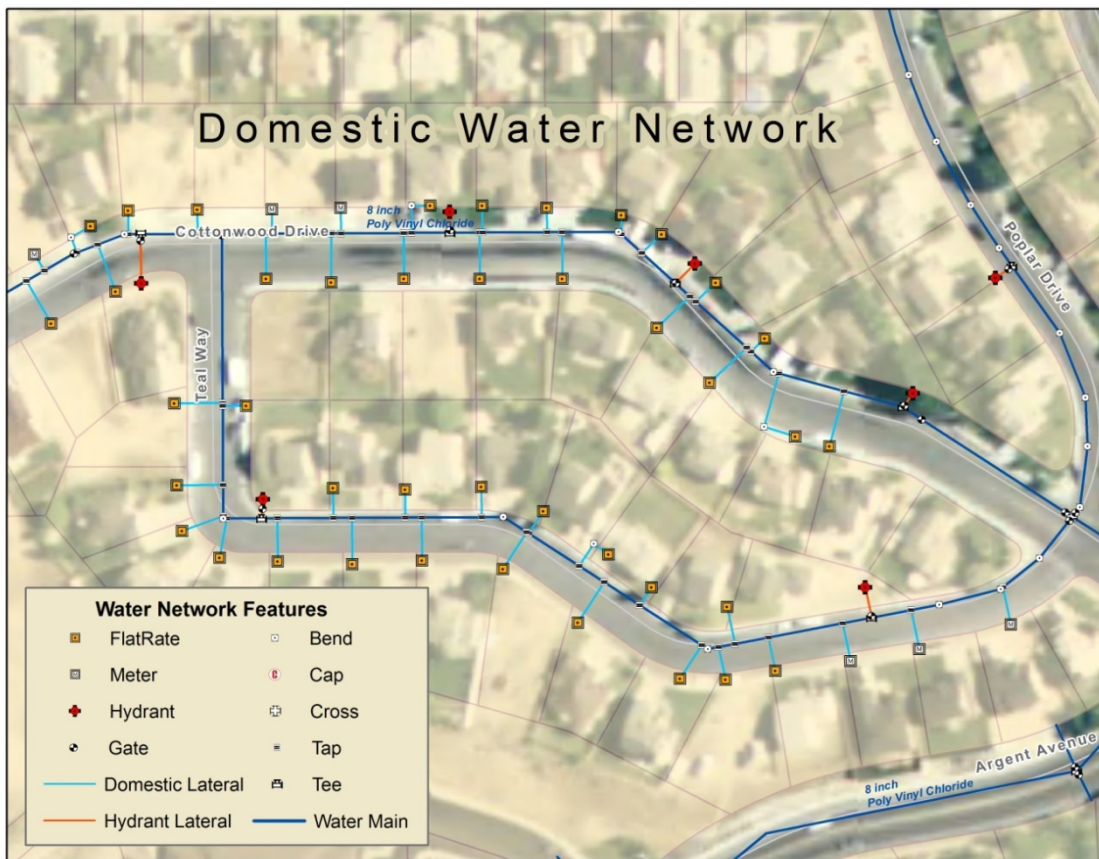 Domestic Water Network
8 inch
Poly Vinyl Chloride
Cottonwood Drive
Poplar Drive
Teal Way
Water Network Features
FlatRate
Bend
Meter
Cap
Hydrant
Cross
Gate
Tap
Domestic Lateral
Tee
Hydrant Lateral
Water Main
Argent Avenue
8 inch
Poly Vinyl Chloride